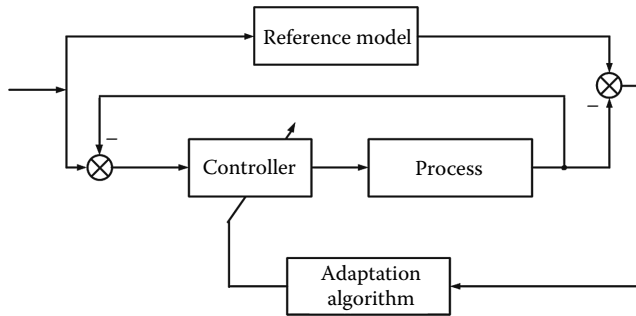 Reference model
−
−
Controller
Process
Adaptation
algorithm